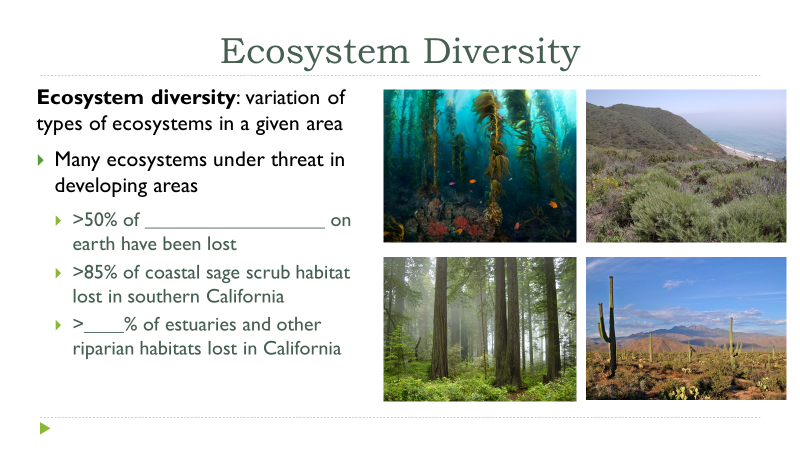 Ecosystem Diversity
Ecosystem diversity: variation of
types of ecosystems in a given area
Many ecosystems under threat in
developing areas
>50% of __________________ on
earth have been lost
>85% of coastal sage scrub habitat
lost in southern California
>____% of estuaries and other
riparian habitats lost in California